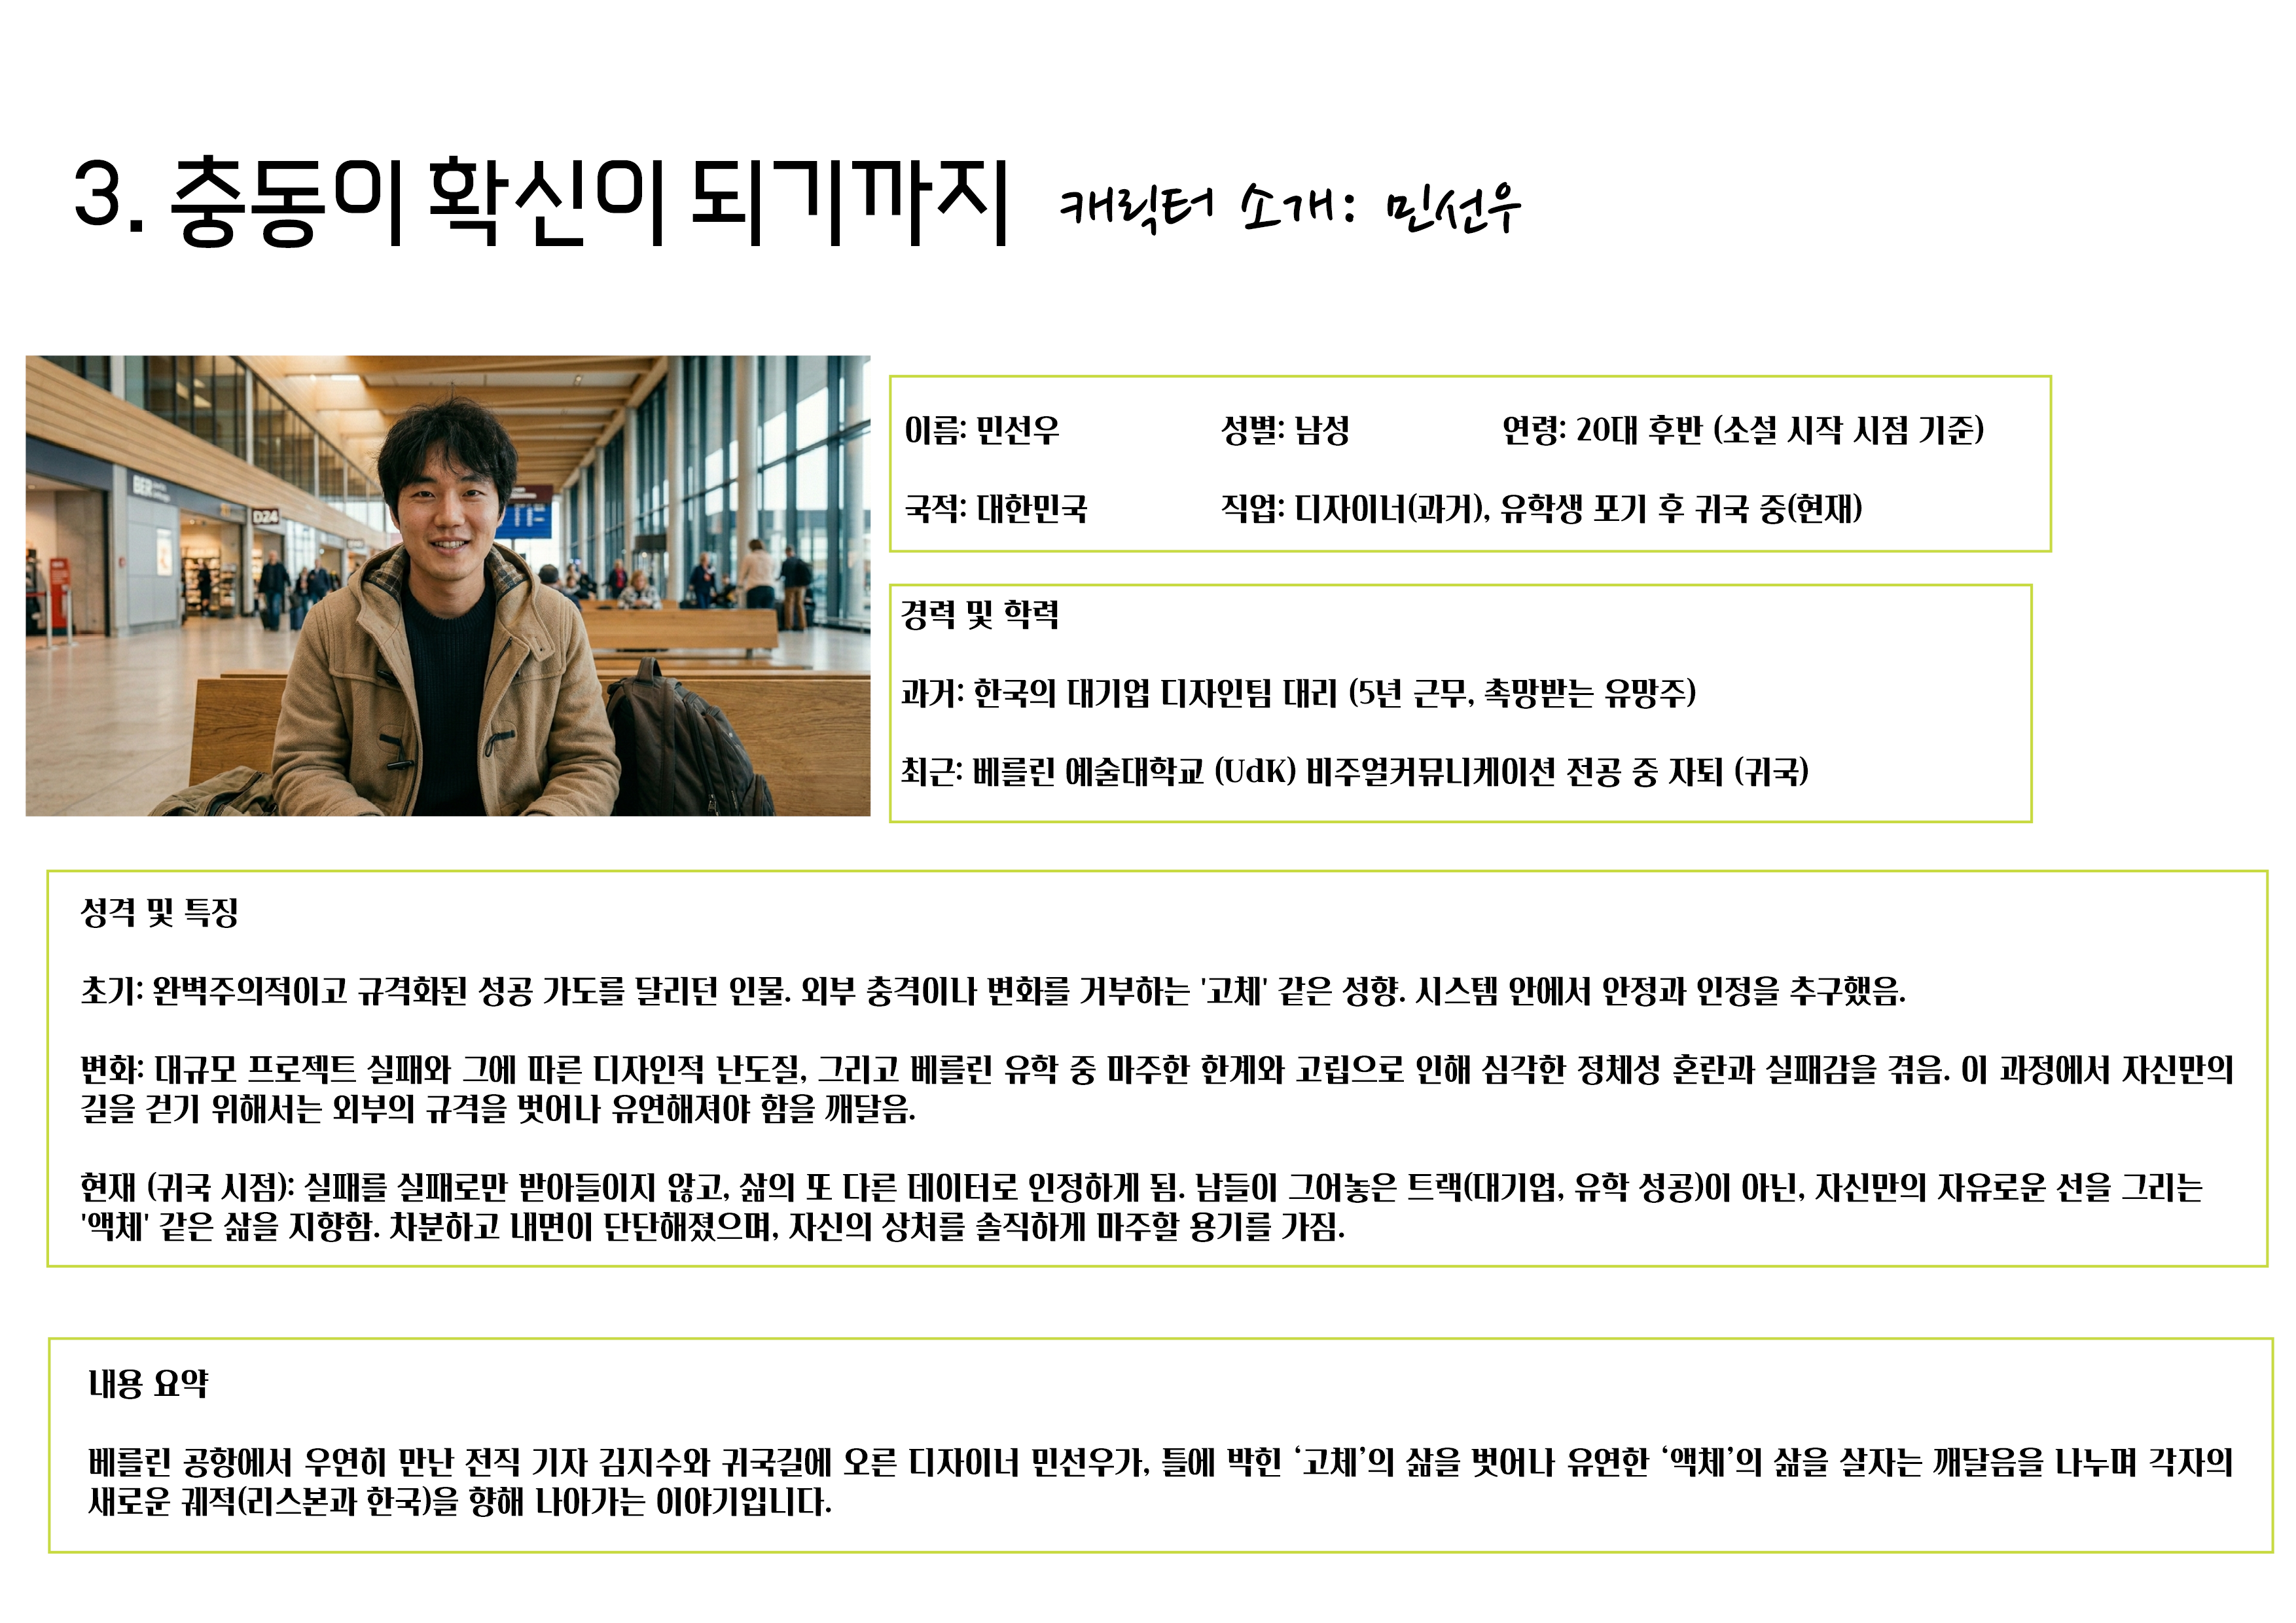 3. 충동이 확신이 되기까지 캐릭터 소개: 민선우
BER
D24
이름: 민선우 성별: 남성 연령: 20대 후반 (소설 시작 시점 기준)
국적: 대한민국 직업: 디자이너(과거), 유학생 포기 후 귀국 중(현재)
경력 및 학력
과거: 한국의 대기업 디자인팀 대리 (5년 근무, 촉망받는 유망주)
최근: 베를린 예술대학교 (UdK) 비주얼커뮤니케이션 전공 중 자퇴 (귀국)
성격 및 특징
초기: 완벽주의적이고 규격화된 성공 가도를 달리던 인물. 외부 충격이나 변화를 거부하는 '고체' 같은 성향. 시스템 안에서 안정과 인정을 추구했음.
변화: 대규모 프로젝트 실패와 그에 따른 디자인적 난도질, 그리고 베를린 유학 중 마주한 한계와 고립으로 인해 심각한 정체성 혼란과 실패감을 겪음. 이 과정에서 자신만의
길을 걷기 위해서는 외부의 규격을 벗어나 유연해져야 함을 깨달음.
현재 (귀국 시점): 실패를 실패로만 받아들이지 않고, 삶의 또 다른 데이터로 인정하게 됨. 남들이 그어놓은 트랙(대기업, 유학 성공)이 아닌, 자신만의 자유로운 선을 그리는
'액체' 같은 삶을 지향함. 차분하고 내면이 단단해졌으며, 자신의 상처를 솔직하게 마주할 용기를 가짐.
내용 요약
베를린 공항에서 우연히 만난 전직 기자 김지수와 귀국길에 오른 디자이너 민선우가, 틀에 박힌 ‘고체’의 삶을 벗어나 유연한 ‘액체’의 삶을 살자는 깨달음을 나누며 각자의
새로운 궤적(리스본과 한국)을 향해 나아가는 이야기입니다.